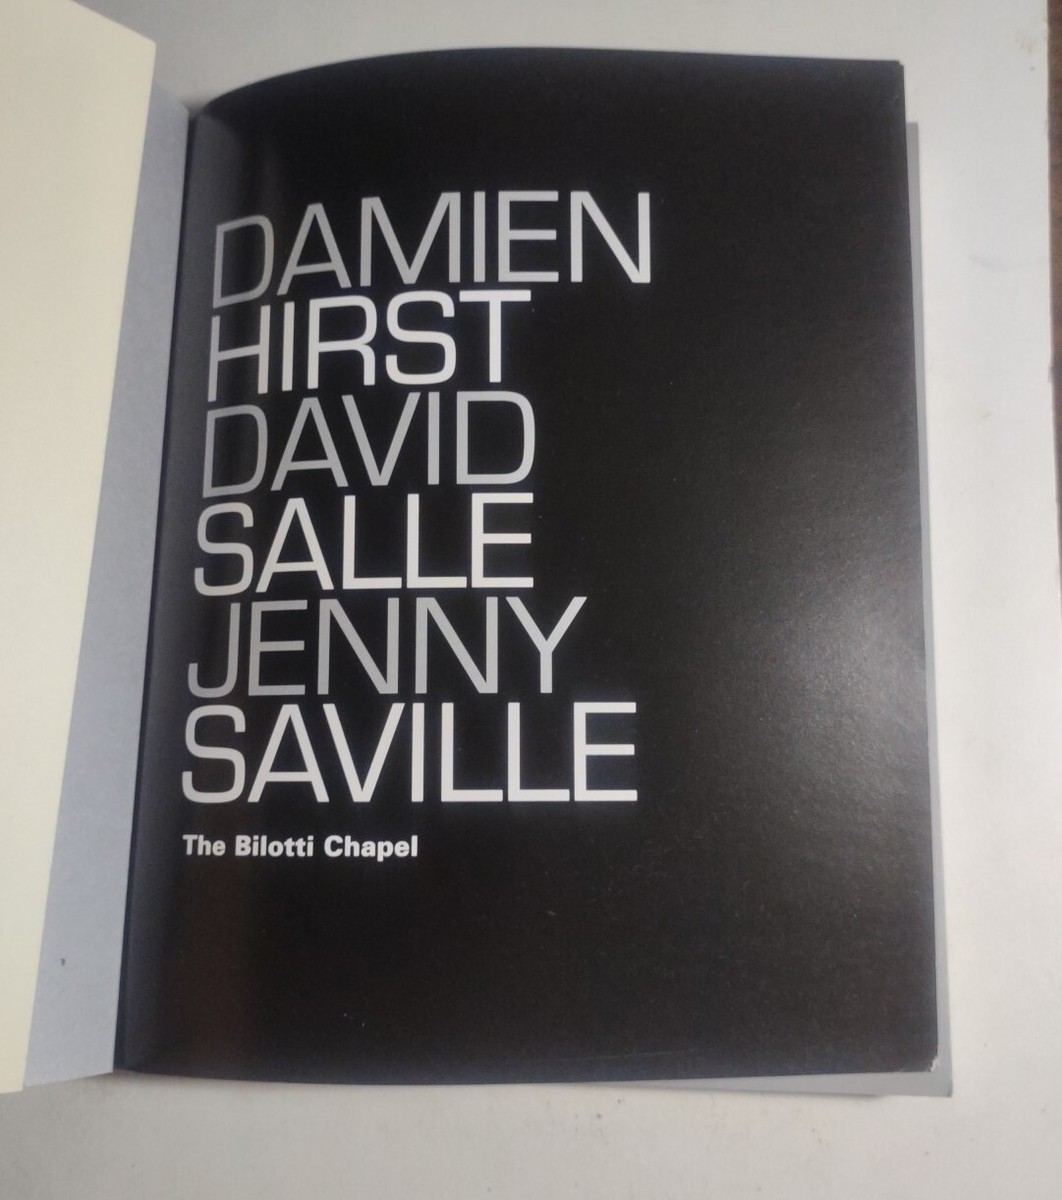 DAMIEN
HIRST
DAVID
SALLE
JENNY
SAVILLE
The Bilotti Chapel